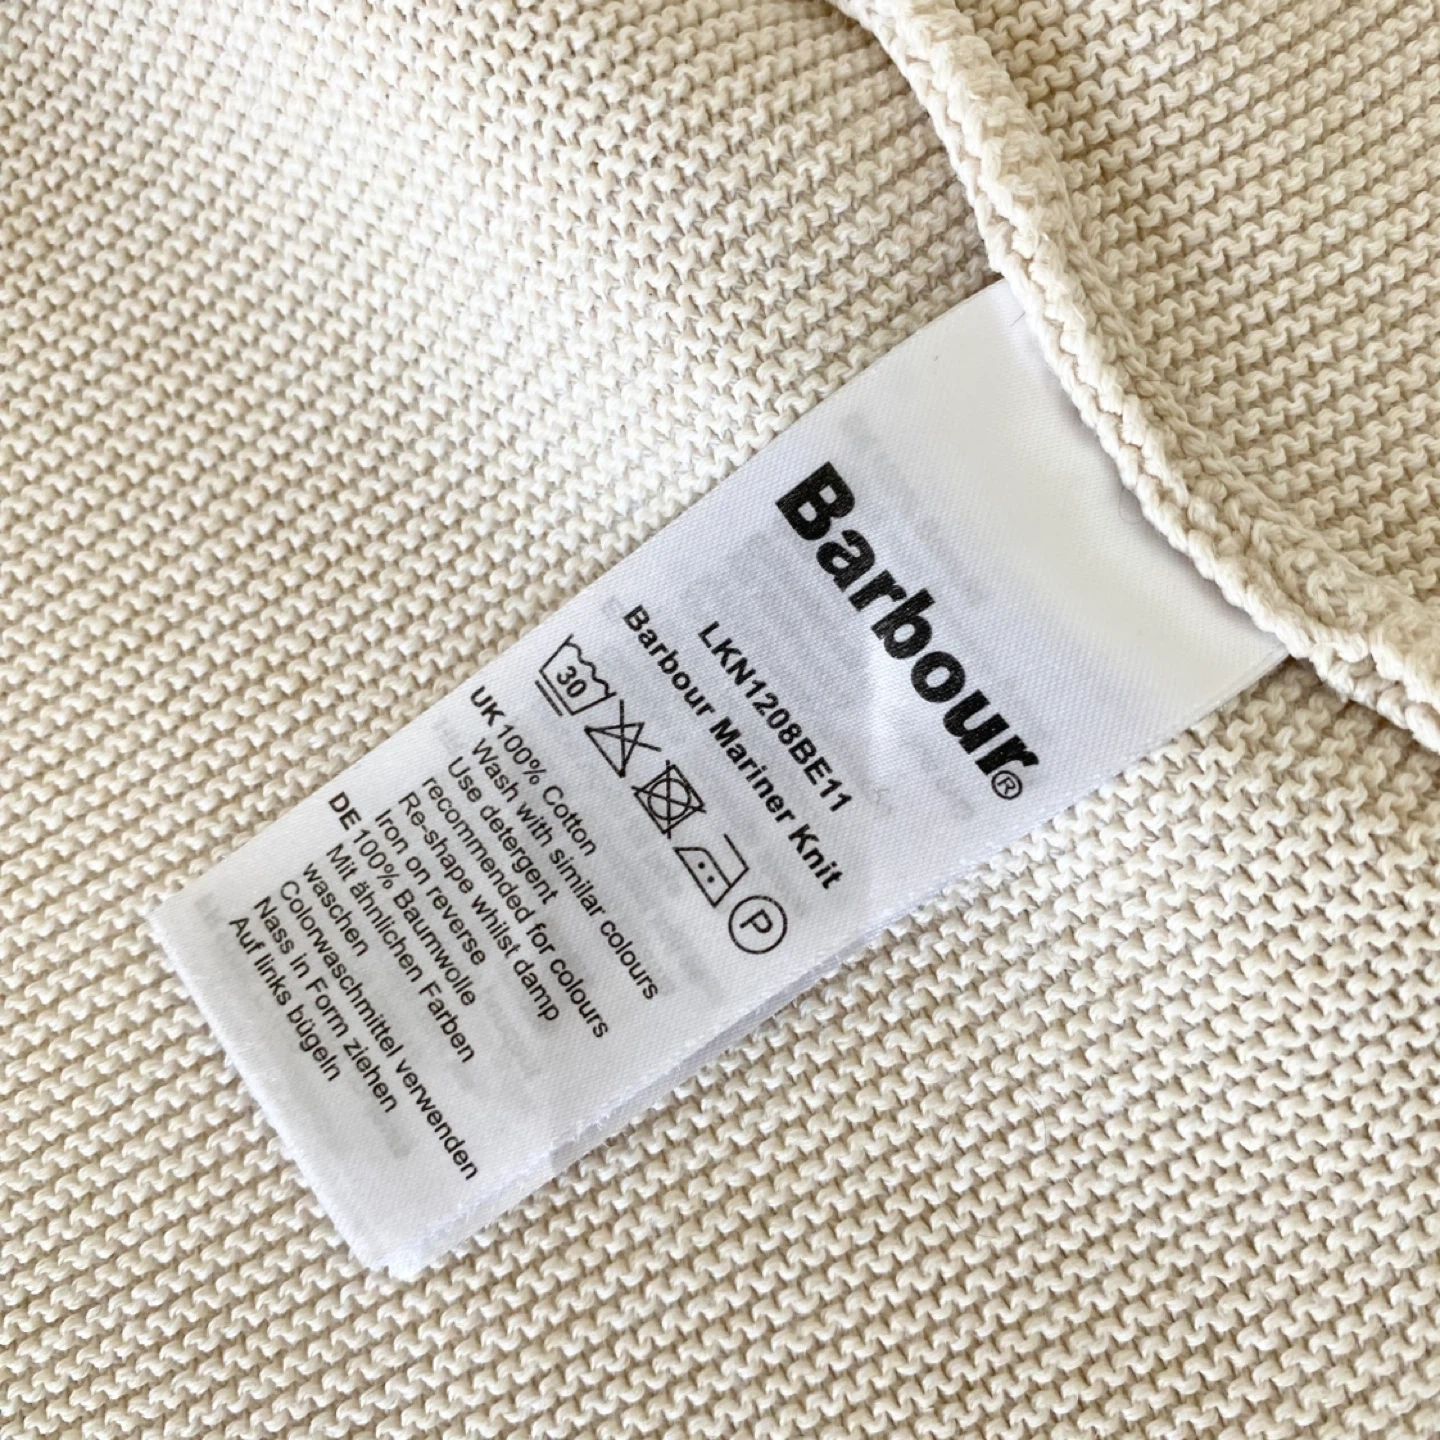 Barbour®
LKN1208BE11
Barbour Mariner Knit
30
P
UK 100% Cotton
Wash with similar colours
Use detergent
recommended for colours
Re-shape whilst damp
Iron on reverse
DE 100% Baumwolle
Mit ähnlichen Farben
waschen
Colorwaschmittel verwenden
Nass in Form ziehen
Auf links bügeln